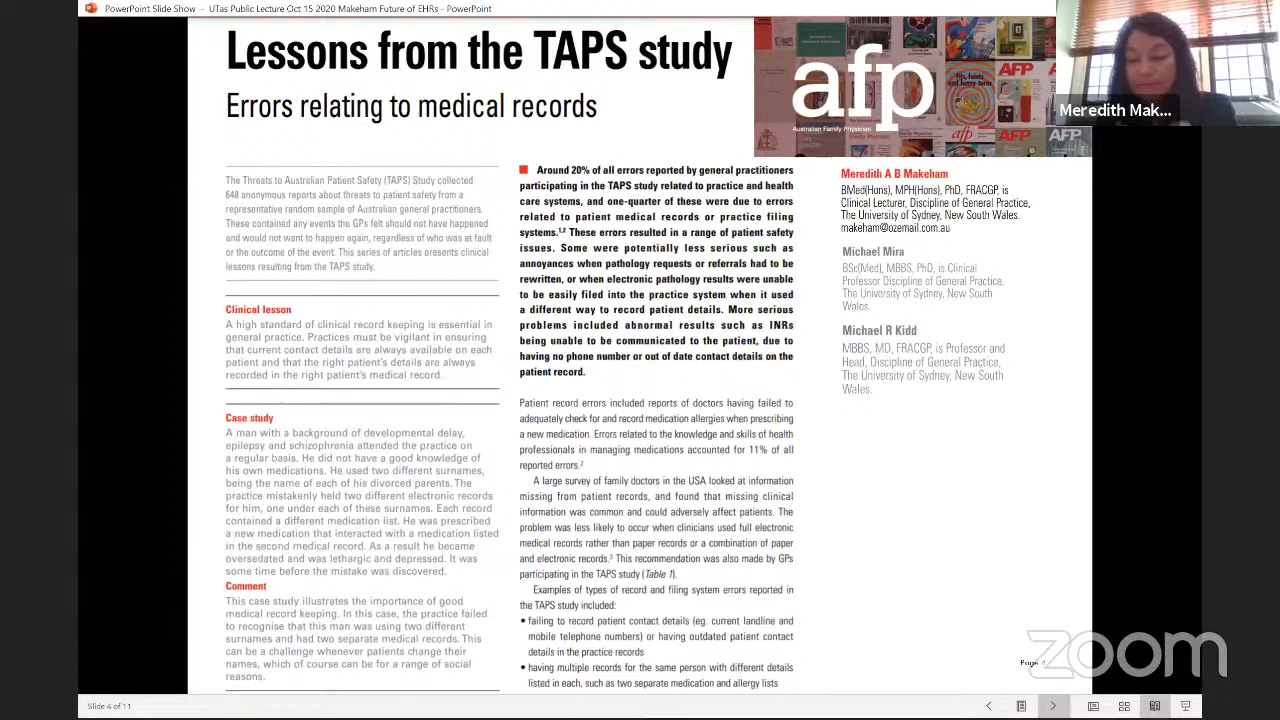 PowerPoint Slide Show - UTas Public Lecture Oct 15 2020 Makeham Future of EHRs - PowerPoint
Lessons from the TAPS study
Errors relating to medical records
afp
Australian Family Physician
Meredith Mak...
The Threats to Australian Patient Safety (TAPS) Study collected
648 anonymous reports about threats to patient safety from a
representative random sample of Australian general practitioners.
These contained any events the GPs felt should not have happened
and would not want to happen again, regardless of who was at fault
or the outcome of the event. This series of articles presents clinical
lessons resulting from the TAPS study.
Clinical lesson
A high standard of clinical record keeping is essential in
general practice. Practices must be vigilant in ensuring
that current contact details are always available on each
patient and that the right patient's details are always
recorded in the right patient's medical record.
Case study
A man with a background of developmental delay,
epilepsy and schizophrenia attended the practice on
a regular basis. He did not have a good knowledge of
his own medications. He used two different surnames,
being the name of each of his divorced parents. The
practice mistakenly held two different electronic records
for him, one under each of these surnames. Each record
contained a different medication list. He was prescribed
a new medication that interacted with a medication listed
in the second medical record. As a result he became
oversedated and was lethargic and depressed. It was
some time before the mistake was discovered.
Comment
This case study illustrates the importance of good
medical record keeping. In this case, the practice failed
to recognise that this man was using two different
surnames and had two separate medical records. This
can be a challenge whenever patients change their
names, which of course can be for a range of social
reasons.
Around 20% of all errors reported by general practitioners
participating in the TAPS study related to practice and health
care systems, and one-quarter of these were due to errors
related to patient medical records or practice filing
systems.1,2 These errors resulted in a range of patient safety
issues. Some were potentially less serious such as
annoyances when pathology requests or referrals had to be
rewritten, or when electronic pathology results were unable
to be easily filed into the practice system when it used
a different way to record patient details. More serious
problems included abnormal results such as INRs
being unable to be communicated to the patient, due to
having no phone number or out of date contact details on the
patient record.
Patient record errors included reports of doctors having failed to
adequately check for and record medication allergies when prescribing
a new medication. Errors related to the knowledge and skills of health
professionals in managing medications accounted for 11% of all
reported errors.2
A large survey of family doctors in the USA looked at information
missing from patient records, and found that missing clinical
information was common and could adversely affect patients. The
problem was less likely to occur when clinicians used full electronic
medical records rather than paper records or a combination of paper
and electronic records.3 This recommendation was also made by GPs
participating in the TAPS study (Table 1).
Examples of types of record and filing system errors reported in
the TAPS study included:
• failing to record patient contact details (eg. current landline and
mobile telephone numbers) or having outdated patient contact
details in the practice records
• having multiple records for the same person with different details
listed in each, such as two separate medication and allergy lists
Meredith A B Makeham
BMed(Hons), MPH(Hons), PhD, FRACGP, is
Clinical Lecturer, Discipline of General Practice,
The University of Sydney, New South Wales.
makeham@ozemail.com.au
Michael Mira
BSc(Med), MBBS, PhD, is Clinical
Professor Discipline of General Practice,
The University of Sydney, New South
Wales.
Michael R Kidd
MBBS, MD, FRACGP, is Professor and
Head, Discipline of General Practice,
The University of Sydney, New South
Wales.
Page 4
zoom
Slide 4 of 11